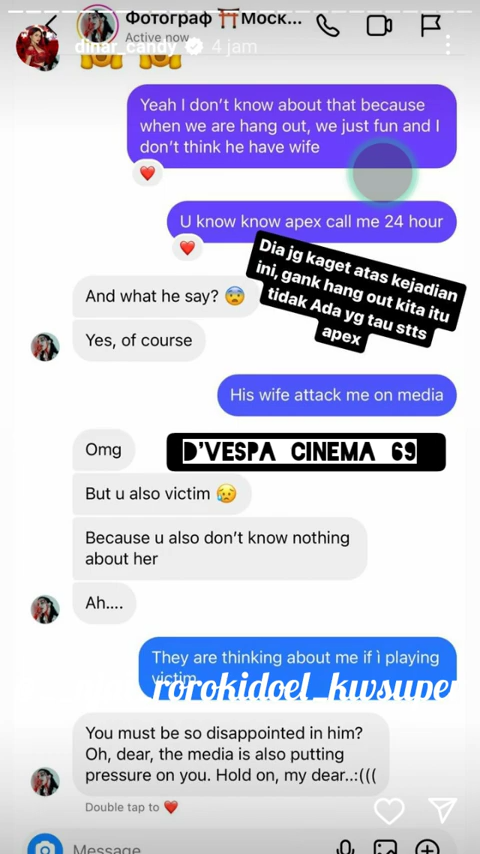 Фотограф ⛩️Моск...
Active now
dinar_candy 4 jam
Yeah I don't know about that because
when we are hang out, we just fun and I
don't think he have wife
U know know apex call me 24 hour
Dia jg kaget atas kejadian
ini, gank hang out kita itu
tidak Ada yg tau stts
apex
And what he say? 😨
Yes, of course
His wife attack me on media
Omg
D'VESPA CINEMA 69
But u also victim 😥
Because u also don't know nothing
about her
Ah....
They are thinking about me if i playing
victim
rorokidoel_kwsuper
You must be so disappointed in him?
Oh, dear, the media is also putting
pressure on you. Hold on, my dear..:(((
Double tap to ❤️
Message